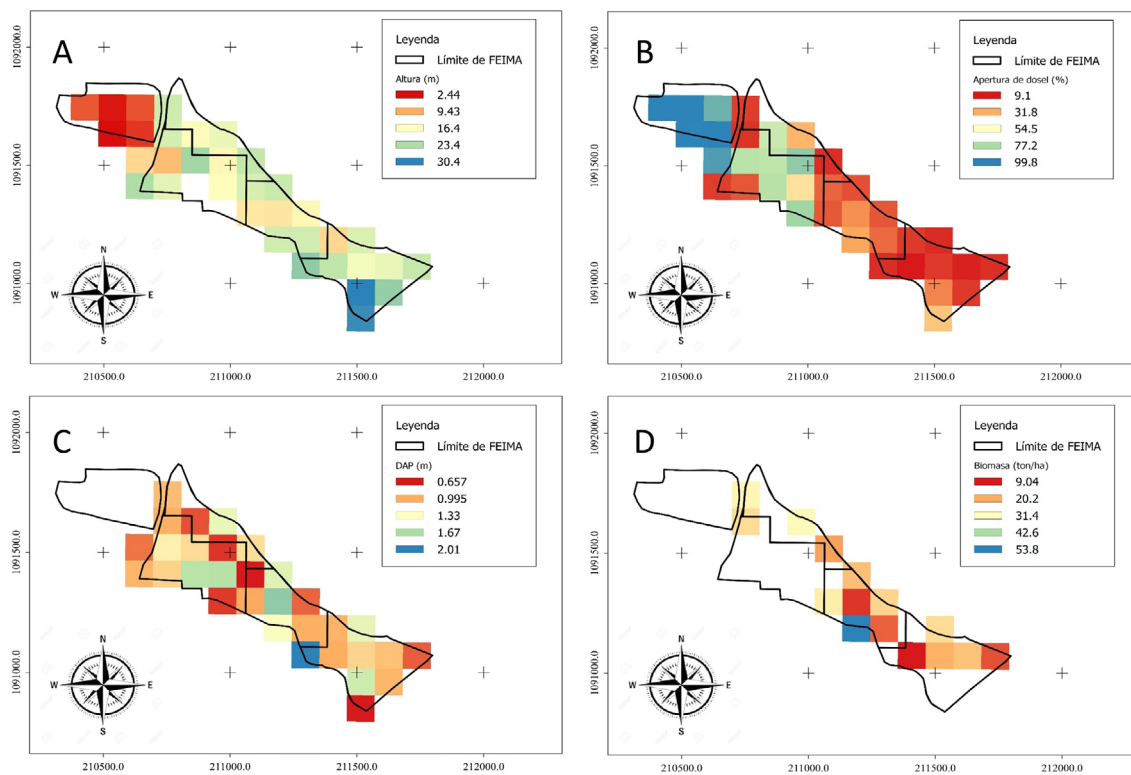 A
Leyenda
Límite de FEIMA
Altura (m)
2.44
9.43
16.4
23.4
30.4
1092000.0
1091500.0
1091000.0
N
W
E
S
210500.0
211000.0
211500.0
212000.0
B
Leyenda
Límite de FEIMA
Apertura de dosel (%)
9.1
31.8
54.5
77.2
99.8
1092000.0
1091500.0
1091000.0
N
W
E
S
210500.0
211000.0
211500.0
212000.0
C
Leyenda
Límite de FEIMA
DAP (m)
0.657
0.995
1.33
1.67
2.01
1092000.0
1091500.0
1091000.0
N
W
E
S
210500.0
211000.0
211500.0
212000.0
D
Leyenda
Límite de FEIMA
Biomasa (ton/ha)
9.04
20.2
31.4
42.6
53.8
1092000.0
1091500.0
1091000.0
N
W
E
S
210500.0
211000.0
211500.0
212000.0